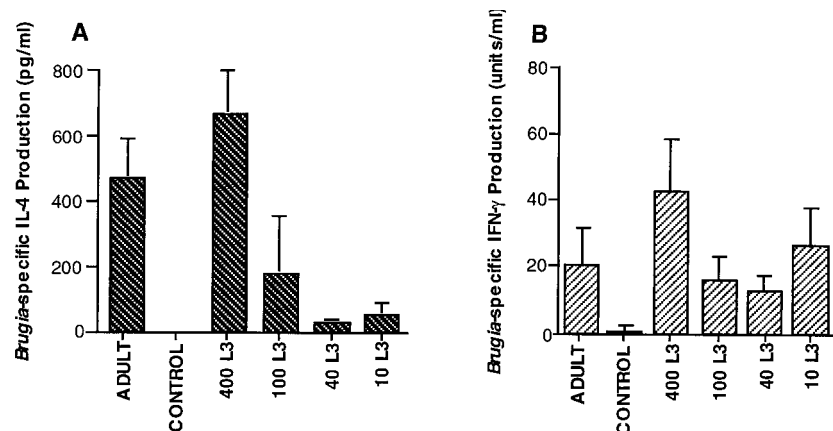 A
Brugia-specific IL-4 Production (pg/ml)
800
600
400
200
0
ADULT
CONTROL
400 L3
100 L3
40 L3
10 L3
B
Brugia-specific IFN-γ Production (units/ml)
80
60
40
20
0
ADULT
CONTROL
400 L3
100 L3
40 L3
10 L3